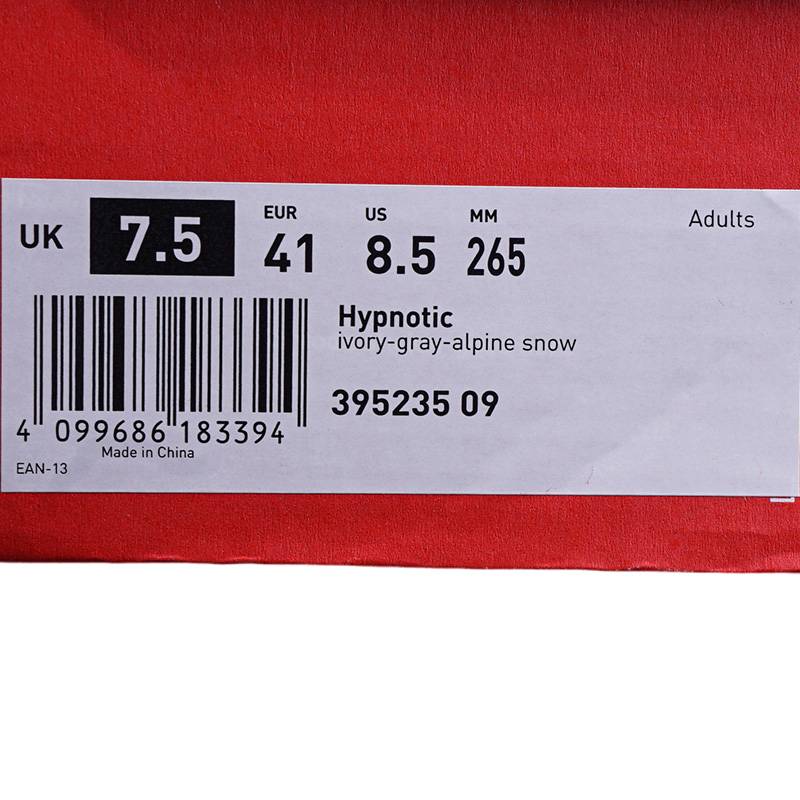 UK 7.5 EUR 41 US 8.5 MM 265 Adults
Hypnotic
ivory-gray-alpine snow
395235 09
4 099686 183394
Made in China
EAN-13